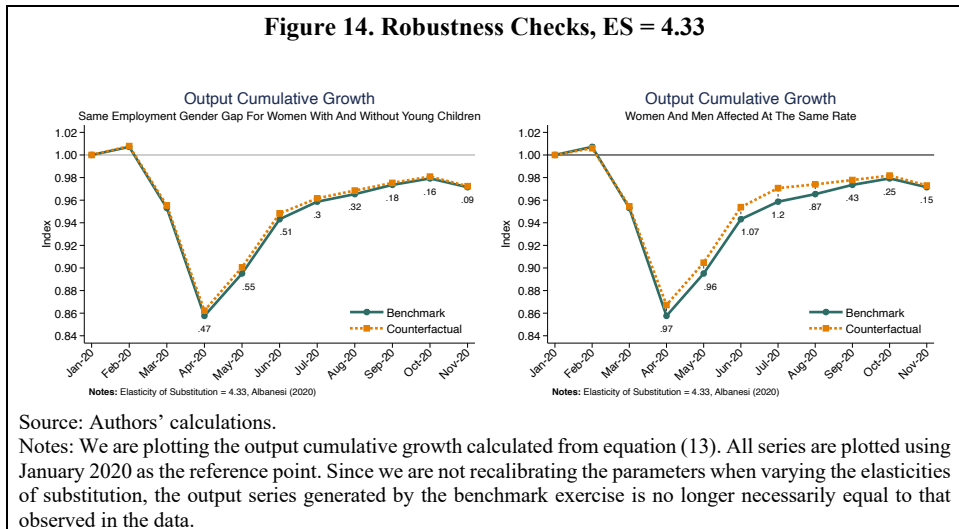 Figure 14. Robustness Checks, ES = 4.33
Output Cumulative Growth
Same Employment Gender Gap For Women With And Without Young Children
1.02
1.00
0.98
0.96
0.94
0.92
0.90
0.88
0.86
0.84
Index
.47
.55
.51
.3
.32
.18
.16
.09
Benchmark
Counterfactual
Jan-20
Feb-20
Mar-20
Apr-20
May-20
Jun-20
Jul-20
Aug-20
Sep-20
Oct-20
Nov-20
Notes: Elasticity of Substitution = 4.33, Albanesi (2020)
Output Cumulative Growth
Women And Men Affected At The Same Rate
1.02
1.00
0.98
0.96
0.94
0.92
0.90
0.88
0.86
0.84
Index
.97
.96
1.07
1.2
.87
.43
.25
.15
Benchmark
Counterfactual
Jan-20
Feb-20
Mar-20
Apr-20
May-20
Jun-20
Jul-20
Aug-20
Sep-20
Oct-20
Nov-20
Notes: Elasticity of Substitution = 4.33, Albanesi (2020)
Source: Authors' calculations.
Notes: We are plotting the output cumulative growth calculated from equation (13). All series are plotted using
January 2020 as the reference point. Since we are not recalibrating the parameters when varying the elasticities
of substitution, the output series generated by the benchmark exercise is no longer necessarily equal to that
observed in the data.